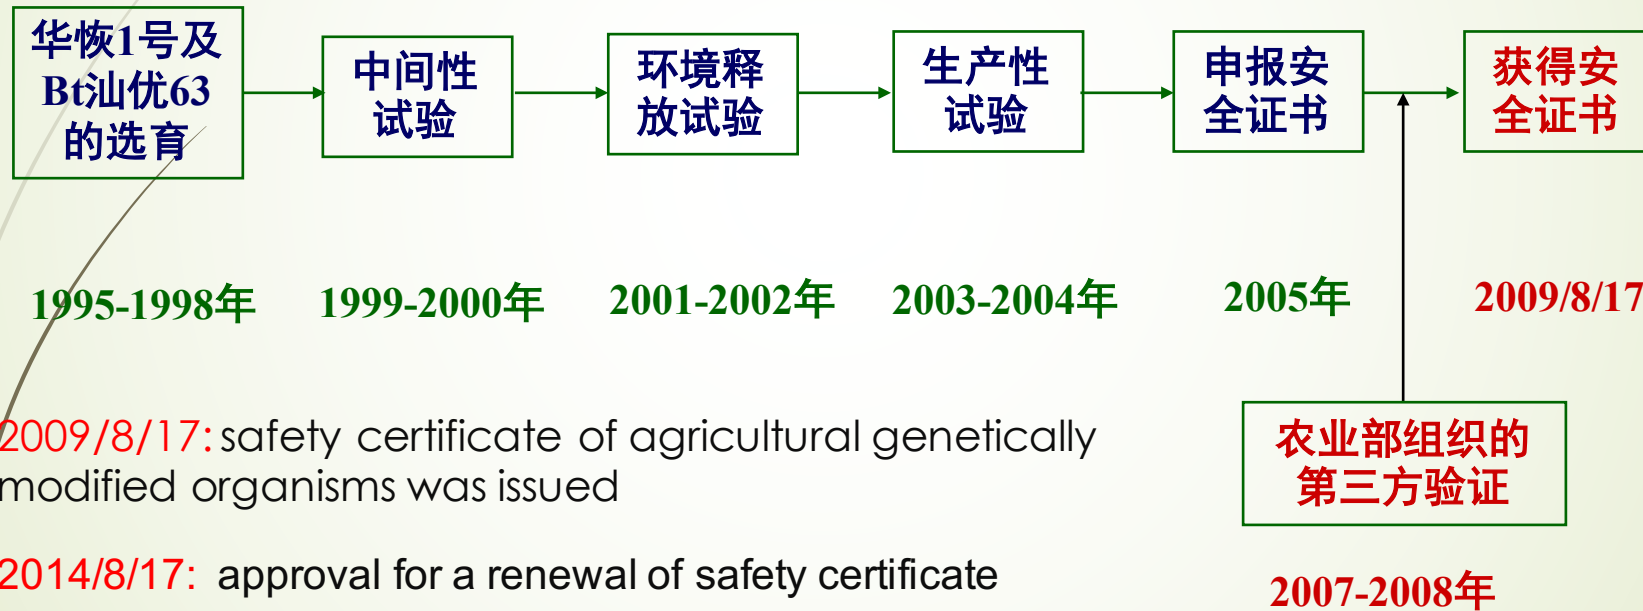 华恢1号及
Bt汕优63
的选育
中间性
试验
环境释
放试验
生产性
试验
申报安
全证书
获得安
全证书
1995-1998年
1999-2000年
2001-2002年
2003-2004年
2005年
2009/8/17
2009/8/17: safety certificate of agricultural genetically
modified organisms was issued
农业部组织的
第三方验证
2014/8/17: approval for a renewal of safety certificate
2007-2008年